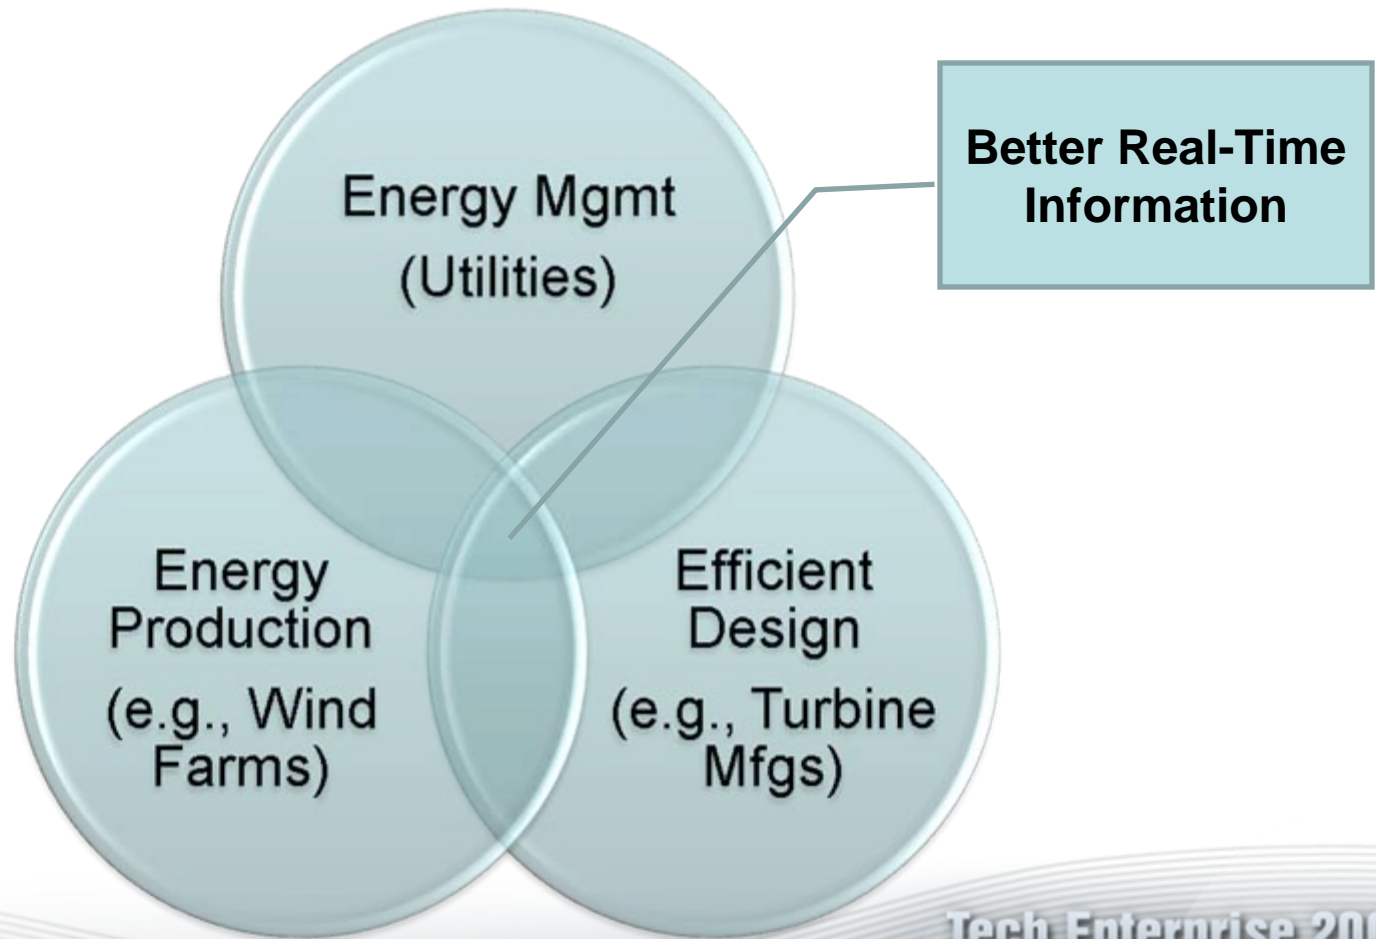 Energy Mgmt
(Utilities)
Better Real-Time
Information
Energy
Production
(e.g., Wind
Farms)
Efficient
Design
(e.g., Turbine
Mfgs)
Tech Enterprise